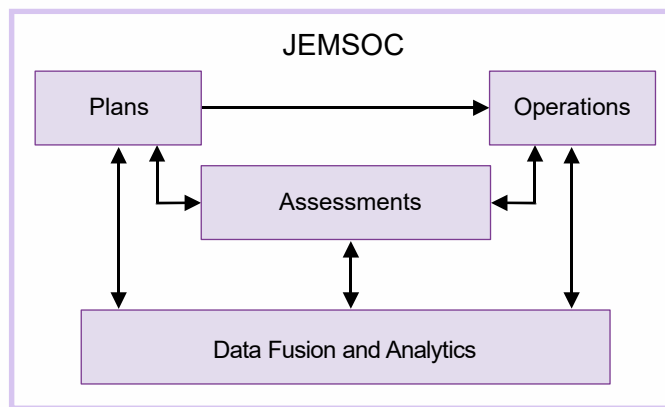 JEMSOC
Plans
Operations
Assessments
Data Fusion and Analytics